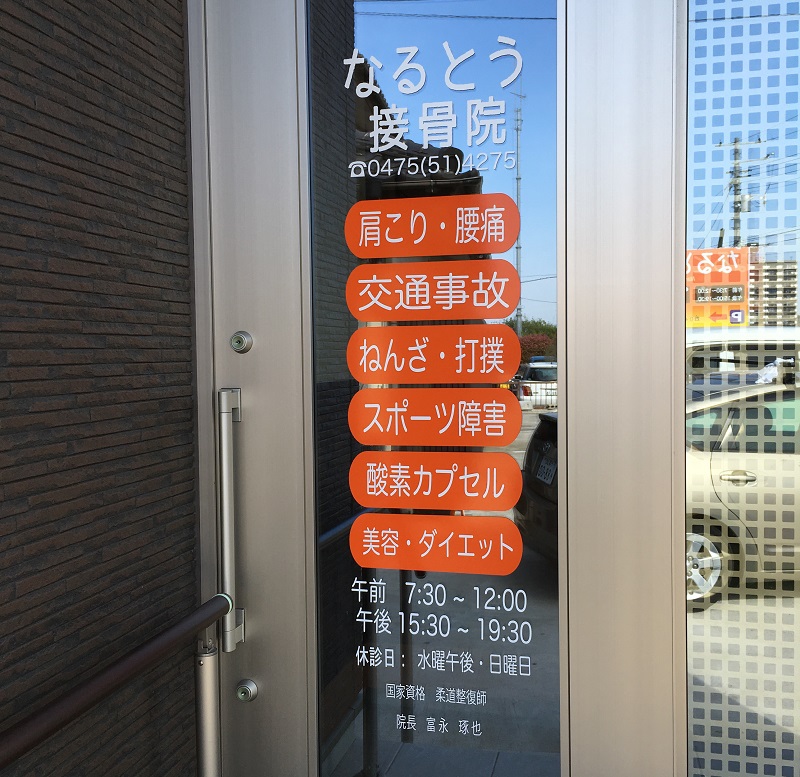 なるとう
接骨院
☎0475(51)4275
肩こり・腰痛
交通事故
ねんざ・打撲
スポーツ障害
酸素カプセル
美容・ダイエット
午前 7:30 ~ 12:00
午後 15:30 ~ 19:30
休診日： 水曜午後・日曜日
国家資格 柔道整復師
院長 富永 琢也
なると
P